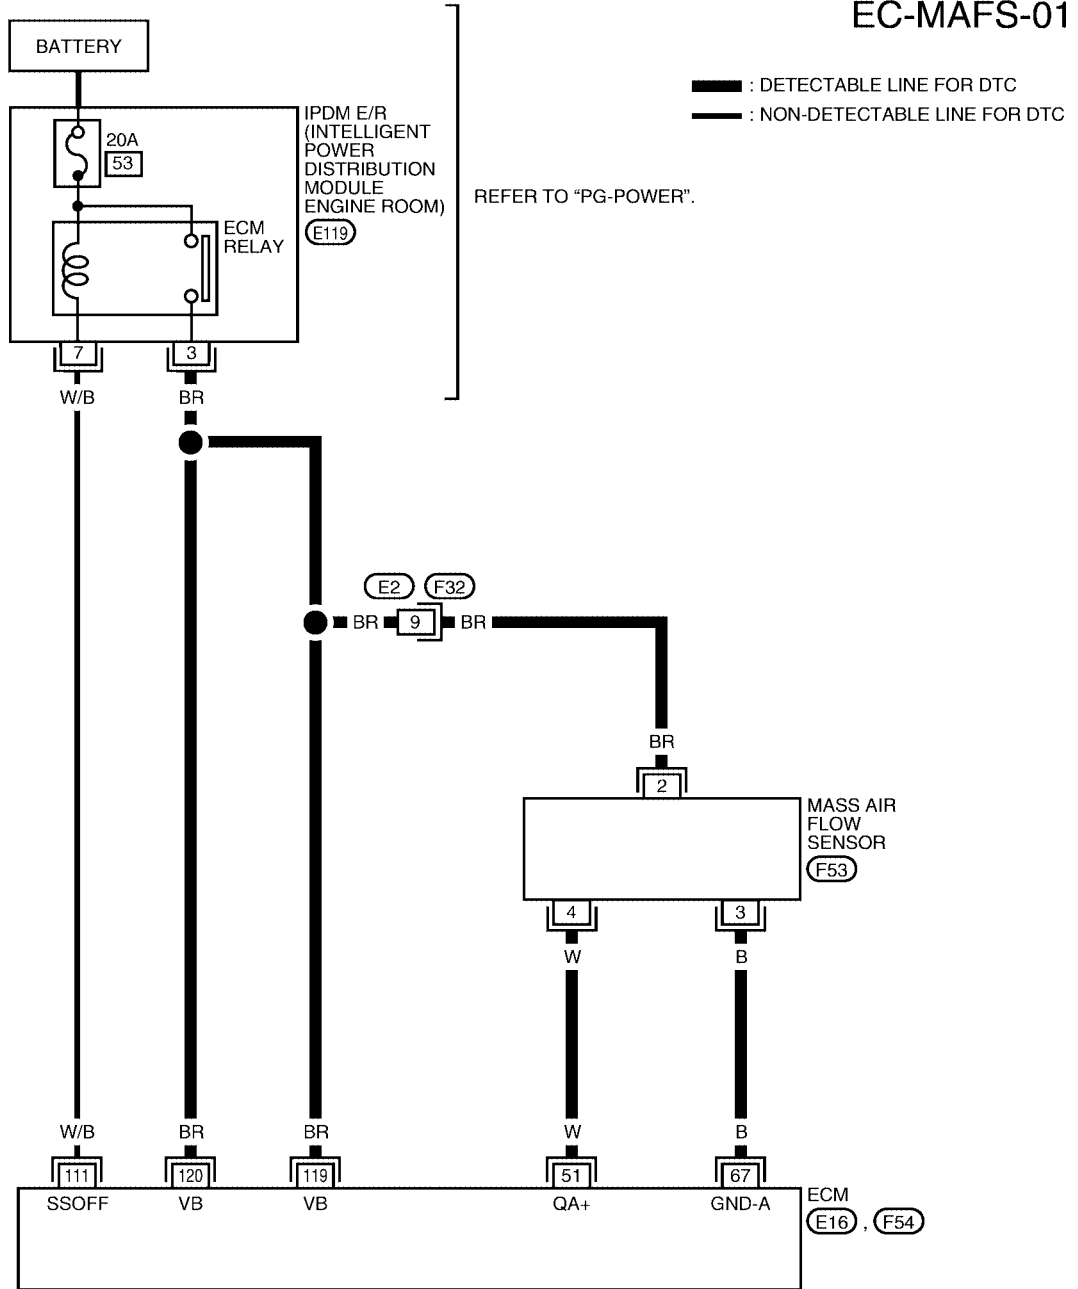 EC-MAFS-01
BATTERY
: DETECTABLE LINE FOR DTC
: NON-DETECTABLE LINE FOR DTC
20A
53
IPDM E/R
(INTELLIGENT
POWER
DISTRIBUTION
MODULE
ENGINE ROOM)
E119
REFER TO “PG-POWER”.
ECM
RELAY
7
3
W/B
BR
E2
F32
BR
9
BR
BR
2
MASS AIR
FLOW
SENSOR
F53
4
3
W
B
W/B
BR
BR
W
B
111
120
119
51
67
SSOFF
VB
VB
QA+
GND-A
ECM
E16 , F54